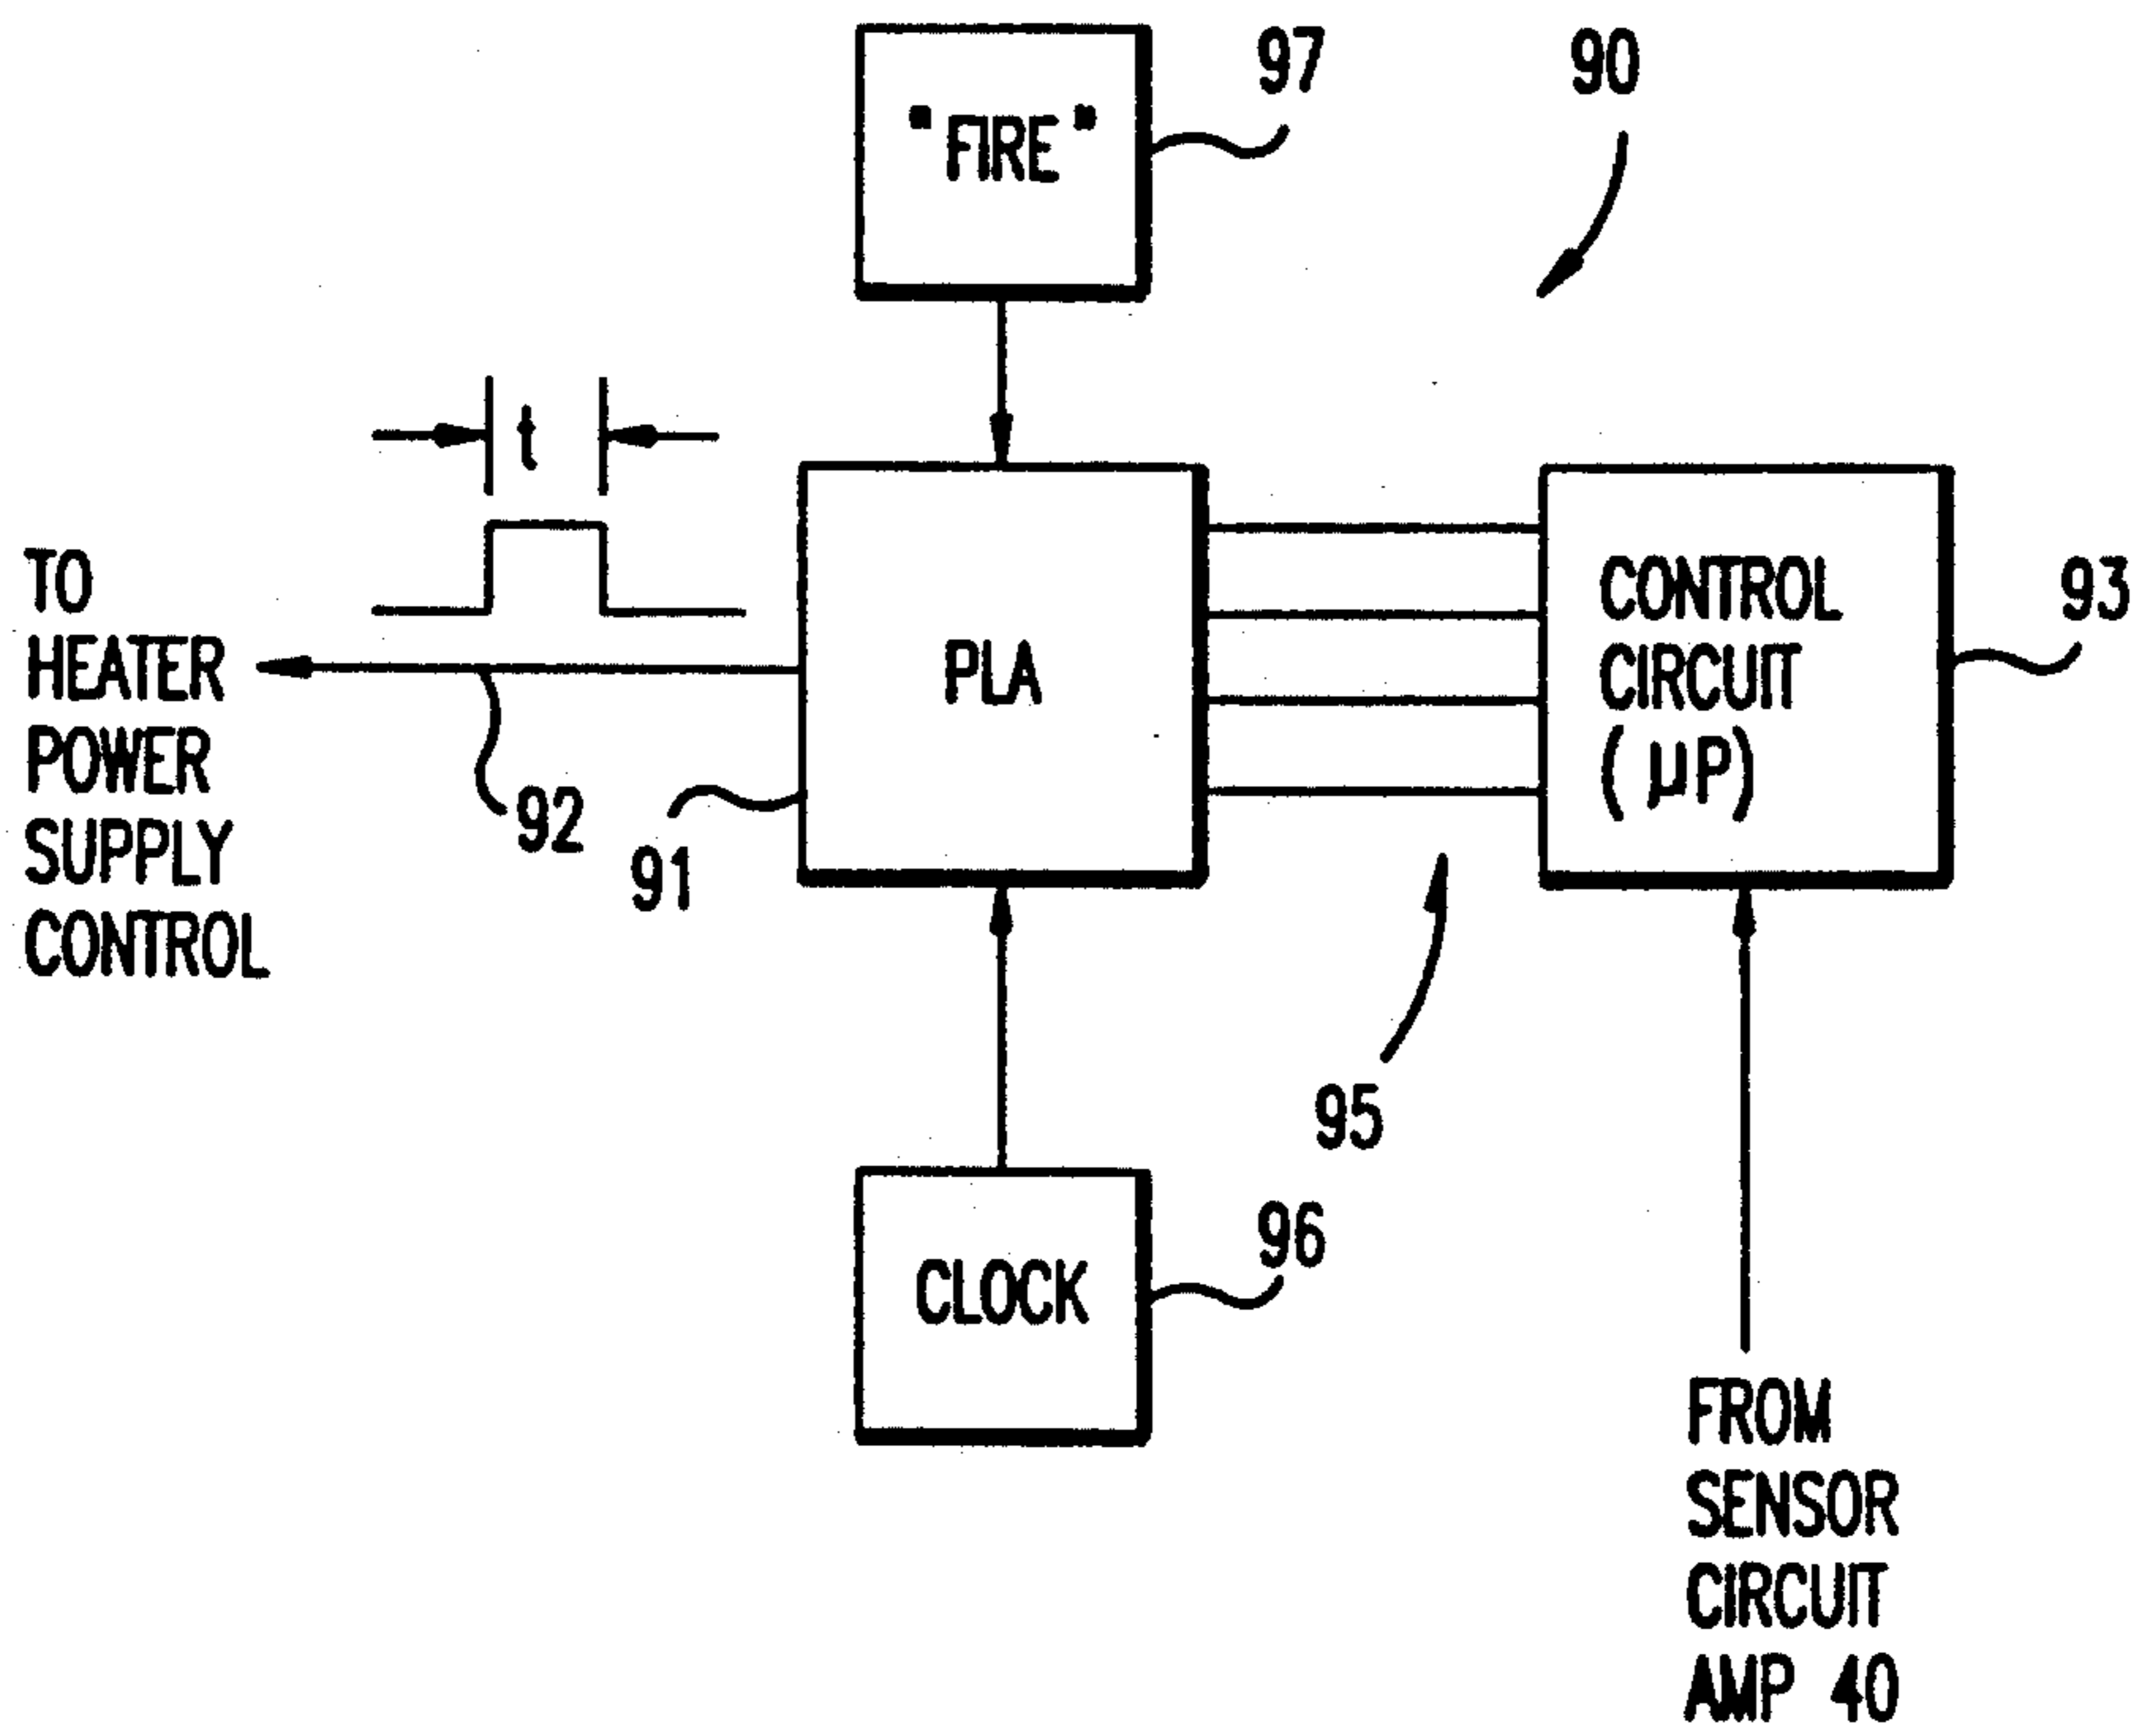 "FIRE"
97
90
t
TO
HEATER
POWER
SUPPLY
CONTROL
92
91
PLA
CONTROL
CIRCUIT
(μP)
93
95
CLOCK
96
FROM
SENSOR
CIRCUIT
AMP 40